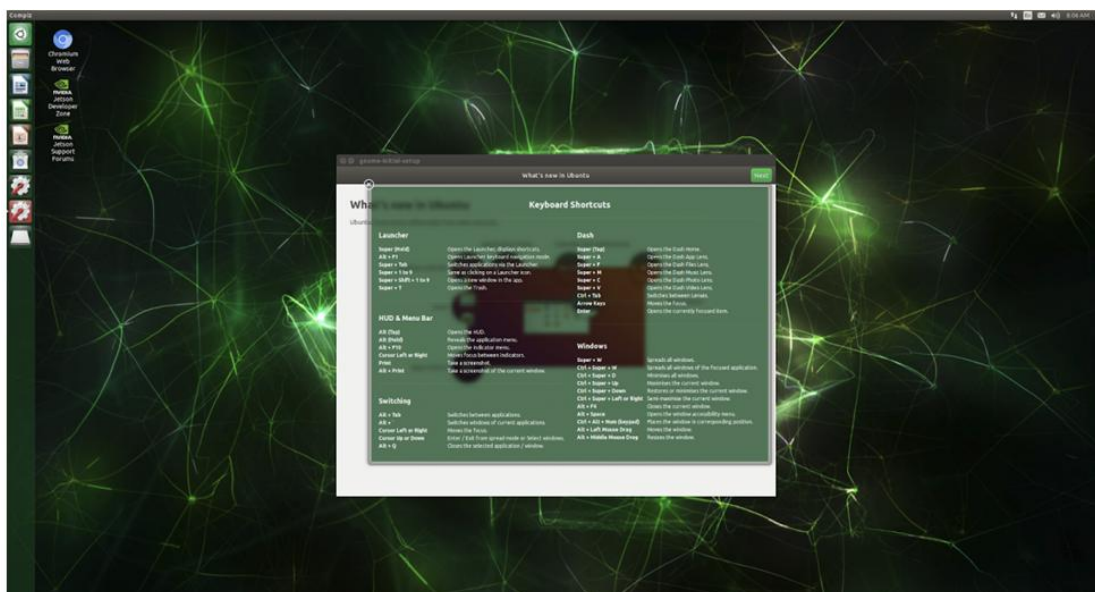 Compiz
8:06 AM
Chromium
Web
Browser
NVIDIA
Jetson
Developer
Zone
NVIDIA
Jetson
Support
Forums
gnome-initial-setup
What's new in Ubuntu
Next
What's new in Ubuntu
Keyboard Shortcuts
Launcher
Super (Hold) Opens the Launcher, displays shortcuts.
Alt + F1 Opens Launcher keyboard navigation mode.
Super + Tab Switches applications via the Launcher.
Super + 1 to 9 Same as clicking on a Launcher icon.
Super + Shift + 1 to 9 Opens a new window in the app.
Super + T Opens the Trash.
HUD & Menu Bar
Alt (Tap) Opens the HUD.
Alt (Hold) Reveals the application menu.
Alt + F10 Opens the indicator menu.
Cursor Left or Right Moves focus between indicators.
Print Take a screenshot.
Alt + Print Take a screenshot of the current window.
Switching
Alt + Tab Switches between applications.
Alt + ` Switches windows of current applications.
Cursor Left or Right Moves the focus.
Cursor Up or Down Enter / Exit from spread mode or Select windows.
Alt + Q Closes the selected application / window.
Dash
Super (Tap) Opens the Dash Home.
Super + A Opens the Dash App Lens.
Super + F Opens the Dash Files Lens.
Super + M Opens the Dash Music Lens.
Super + C Opens the Dash Photo Lens.
Super + V Opens the Dash Video Lens.
Ctrl + Tab Switches between Lenses.
Arrow Keys Moves the focus.
Enter Opens the currently focused item.
Windows
Super + W Spreads all windows.
Ctrl + Super + W Spreads all windows of the focused application.
Ctrl + Super + D Minimises all windows.
Ctrl + Super + Up Maximises the current window.
Ctrl + Super + Down Restores or minimises the current window.
Ctrl + Super + Left or Right Semi-maximise the current window.
Alt + F4 Closes the current window.
Alt + Space Opens the window accessibility menu.
Ctrl + Alt + Num (keypad) Places the window in corresponding position.
Alt + Left Mouse Drag Moves the window.
Alt + Middle Mouse Drag Resizes the window.